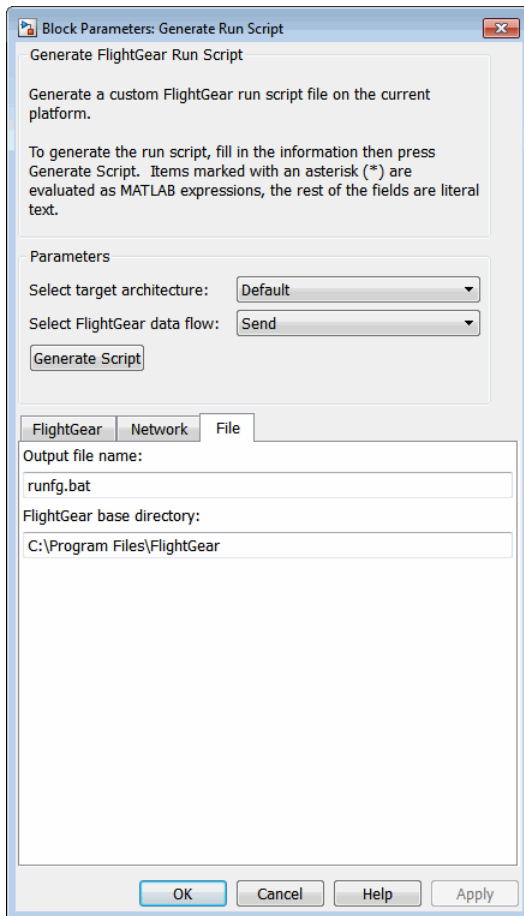 Block Parameters: Generate Run Script
Generate FlightGear Run Script
Generate a custom FlightGear run script file on the current
platform.
To generate the run script, fill in the information then press
Generate Script.  Items marked with an asterisk (*) are
evaluated as MATLAB expressions, the rest of the fields are literal
text.
Parameters
Select target architecture: Default
Select FlightGear data flow: Send
Generate Script
FlightGear Network File
Output file name:
runfg.bat
FlightGear base directory:
C:\Program Files\FlightGear
OK Cancel Help Apply